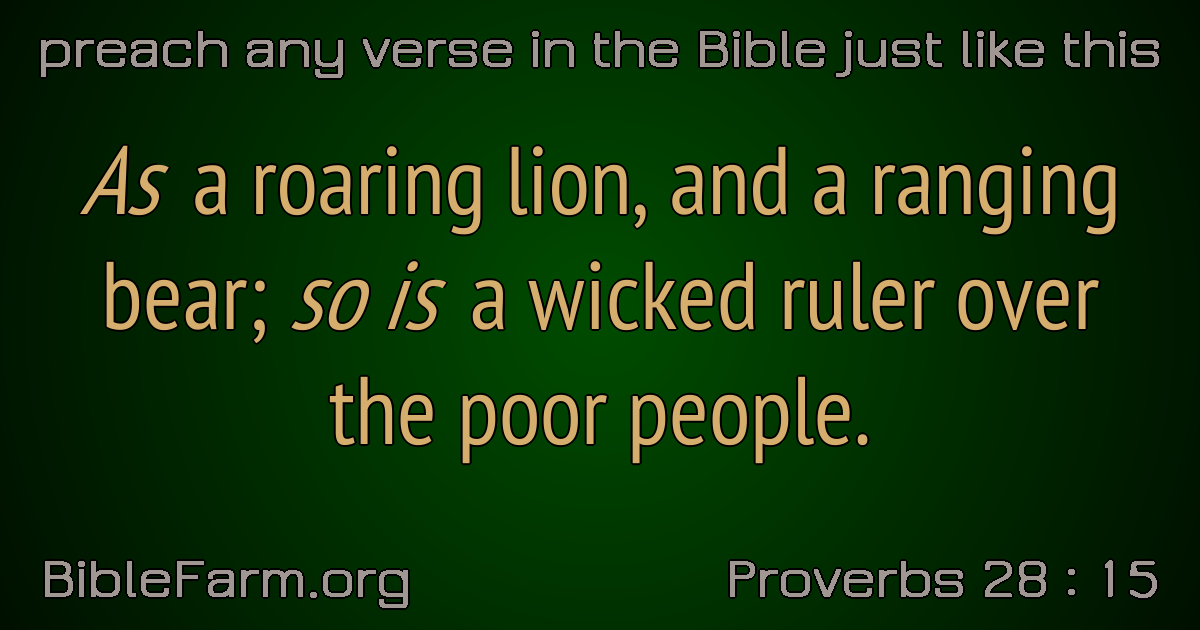 preach any verse in the Bible just like this
As a roaring lion, and a ranging
bear; so is a wicked ruler over
the poor people.
BibleFarm.org
Proverbs 28 : 15